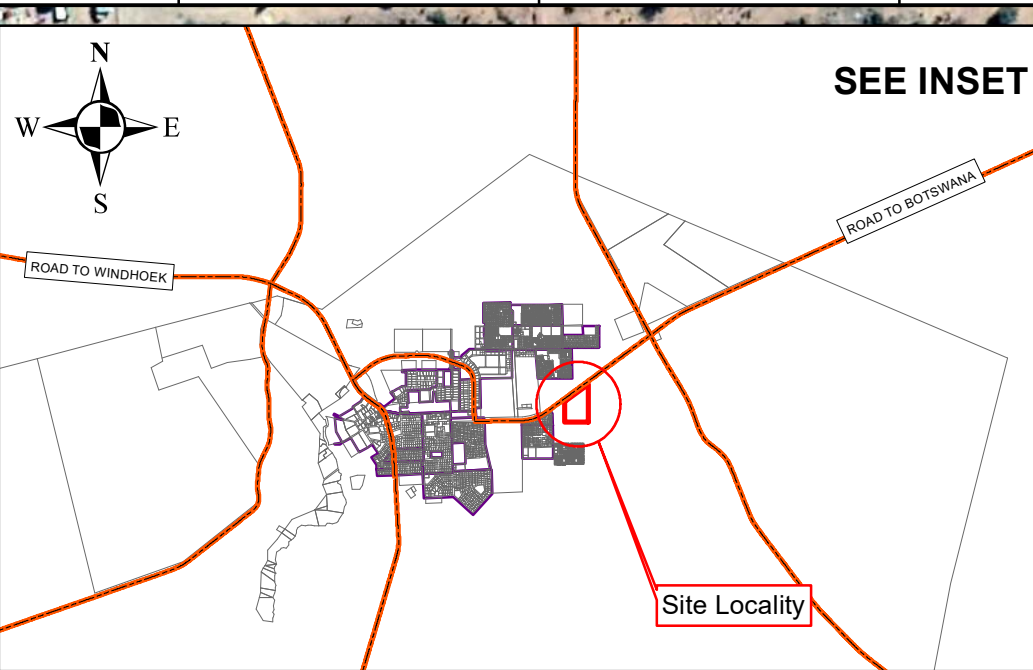 N
SEE INSET
W
E
S
ROAD TO BOTSWANA
ROAD TO WINDHOEK
Site Locality